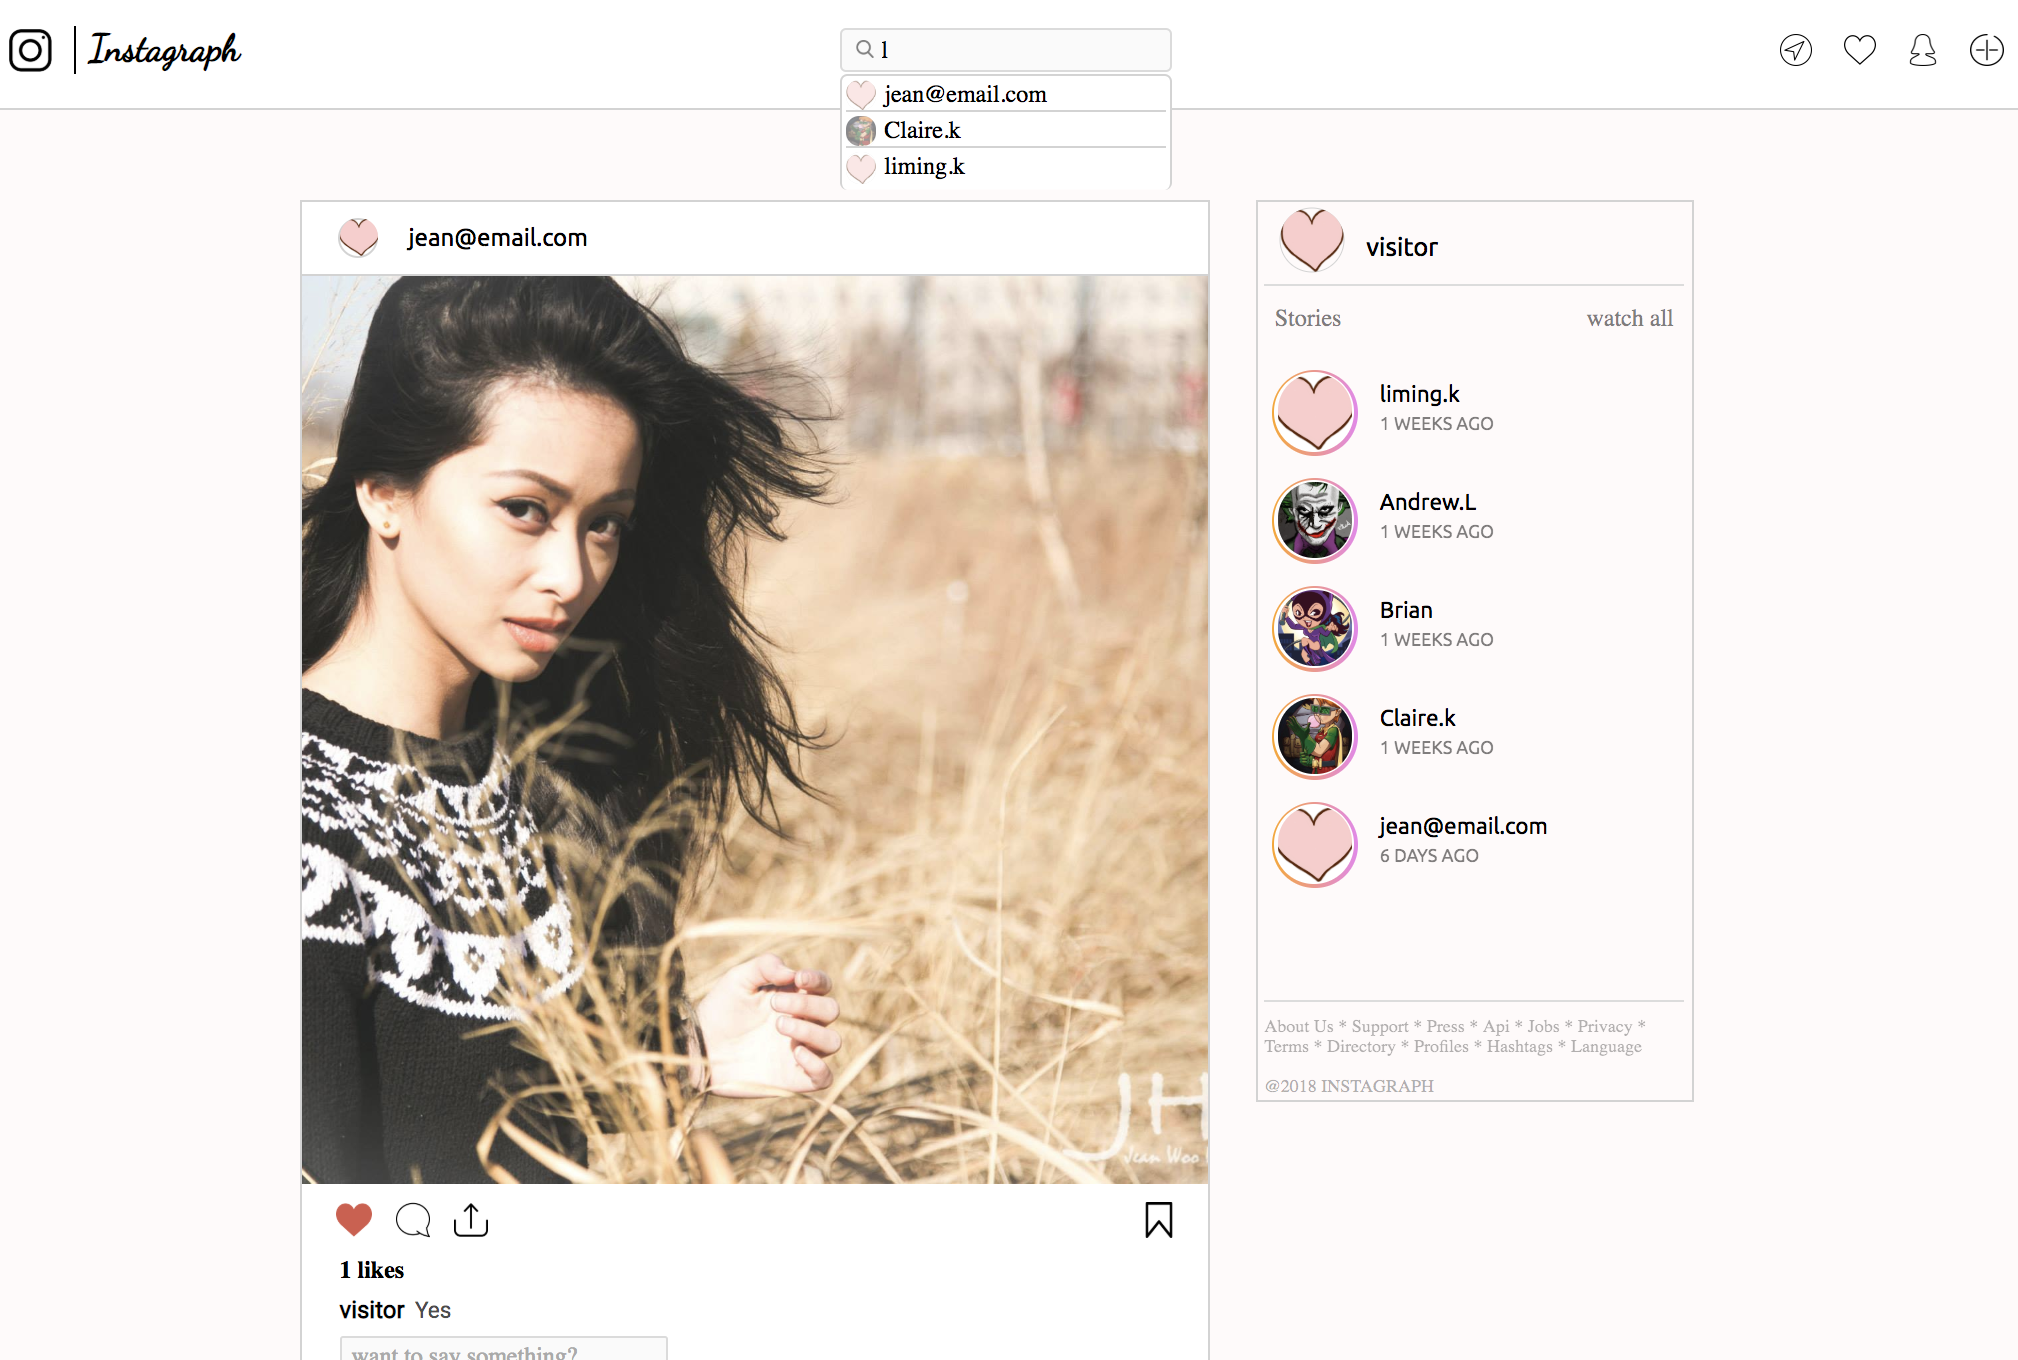 Instagraph
l
jean@email.com
Claire.k
liming.k
jean@email.com
JH
Jean Woo
1 likes
visitor Yes
want to say something?
visitor
Stories watch all
liming.k
1 WEEKS AGO
Andrew.L
1 WEEKS AGO
Brian
1 WEEKS AGO
Claire.k
1 WEEKS AGO
jean@email.com
6 DAYS AGO
About Us * Support * Press * Api * Jobs * Privacy *
Terms * Directory * Profiles * Hashtags * Language
@2018 INSTAGRAPH